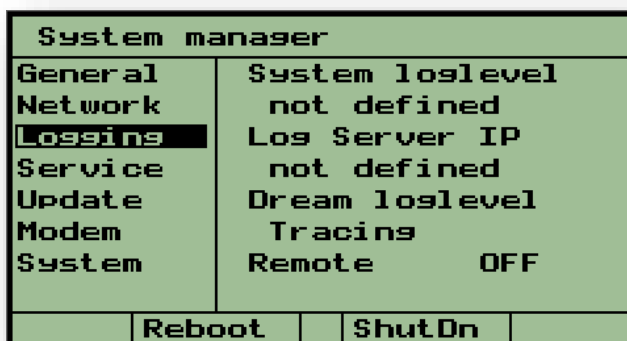 System manager
General
Network
Logging
Service
Update
Modem
System
System loglevel
not defined
Log Server IP
not defined
Dream loglevel
Tracing
Remote OFF
Reboot ShutDn